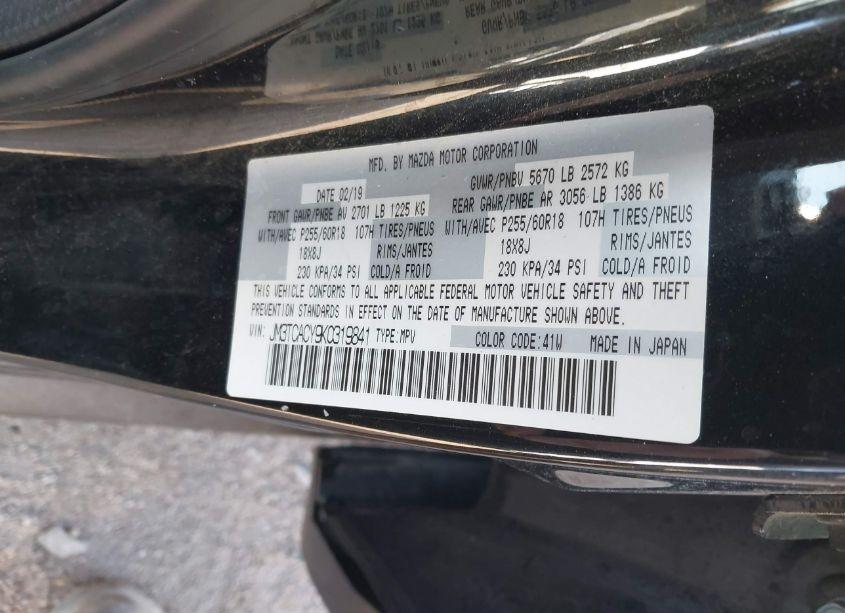 MFD. BY MAZDA MOTOR CORPORATION
DATE 02/19 GVWR/PNBV 5670 LB 2572 KG
FRONT GAWR/PNBE AV 2701 LB 1225 KG REAR GAWR/PNBE AR 3056 LB 1386 KG
WITH/AVEC P255/60R18 107H TIRES/PNEUS WITH/AVEC P255/60R18 107H TIRES/PNEUS
18X8J RIMS/JANTES 18X8J RIMS/JANTES
230 KPA/34 PSI COLD/A FROID 230 KPA/34 PSI COLD/A FROID
THIS VEHICLE CONFORMS TO ALL APPLICABLE FEDERAL MOTOR VEHICLE SAFETY AND THEFT
PREVENTION STANDARDS IN EFFECT ON THE DATE OF MANUFACTURE SHOWN ABOVE.
VIN: JM3TCACY9K0319841 TYPE:MPV COLOR CODE:41W MADE IN JAPAN